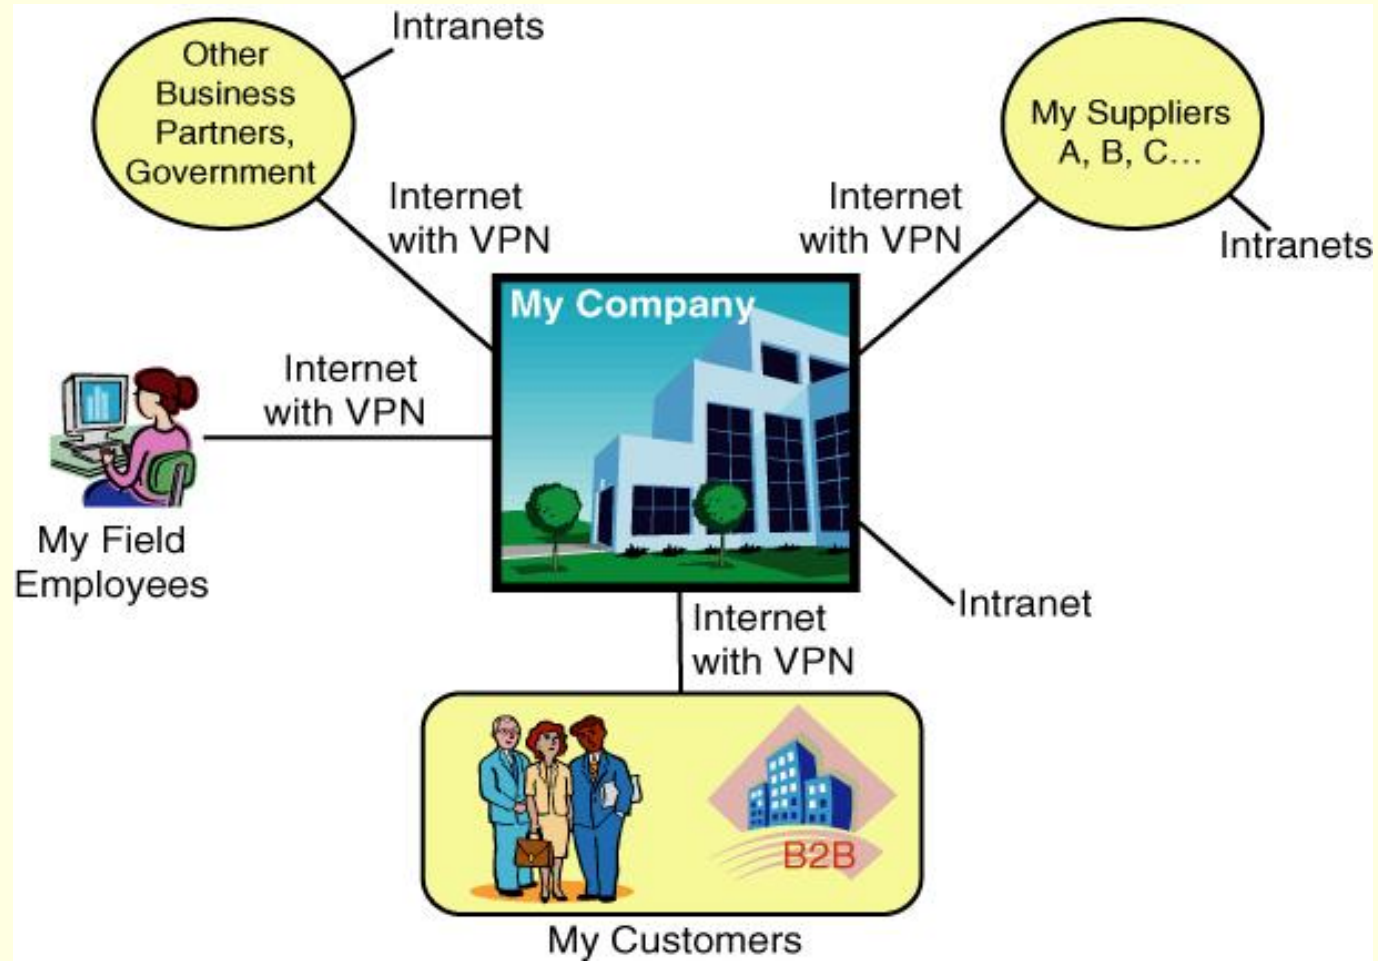 Intranets
Other
Business
Partners,
Government
My Suppliers
A, B, C...
Internet
with VPN
Internet
with VPN
Intranets
My Company
Internet
with VPN
My Field
Employees
Intranet
Internet
with VPN
B2B
My Customers